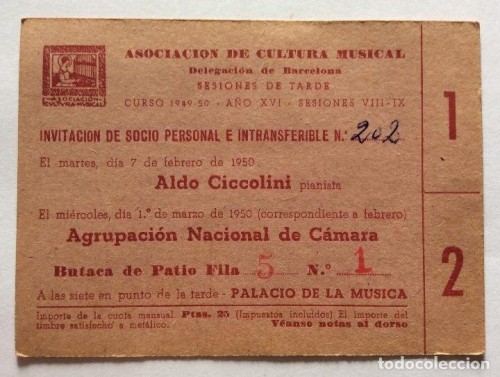 ASOCIACION DE CULTURA MUSICAL
Delegación de Barcelona
SESIONES DE TARDE
CURSO 1949-50 - AÑO XVI - SESIONES VIII-IX
ASOCIACIÓN
CULTURA MUSICAL
INVITACION DE SOCIO PERSONAL E INTRANSFERIBLE N.º 202
El martes, día 7 de febrero de 1950
Aldo Ciccolini pianista
El miércoles, día 1.º de marzo de 1950 (correspondiente a febrero)
Agrupación Nacional de Cámara
Butaca de Patio Fila 5 N.º 1
A las siete en punto de la tarde - PALACIO DE LA MUSICA
Importe de la cuota mensual. Ptas. 25 (Impuestos incluidos) El importe del
timbre satisfecho a metálico. Véanse notas al dorso
1
2
todocoleccion